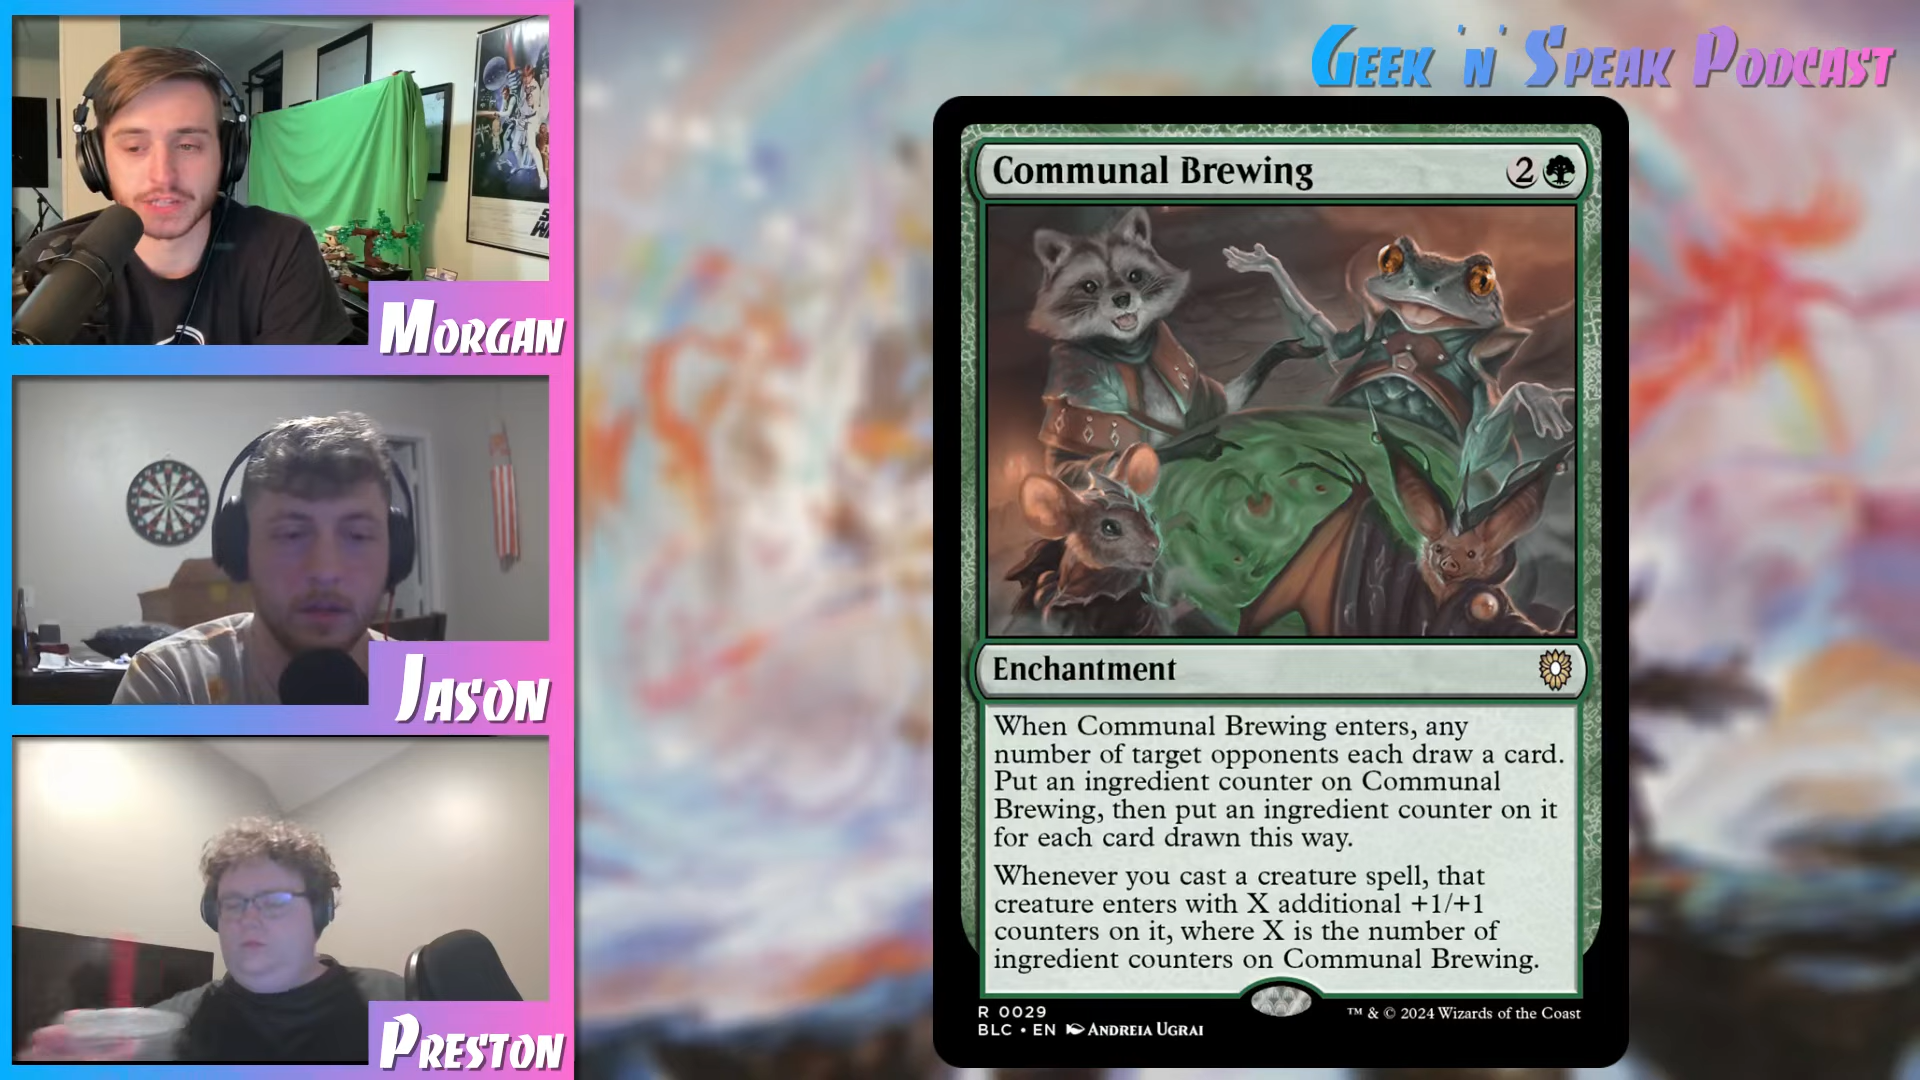 Geek 'n' Speak Podcast
Morgan
Jason
Preston
Communal Brewing 2
Enchantment
When Communal Brewing enters, any
number of target opponents each draw a card.
Put an ingredient counter on Communal
Brewing, then put an ingredient counter on it
for each card drawn this way.
Whenever you cast a creature spell, that
creature enters with X additional +1/+1
counters on it, where X is the number of
ingredient counters on Communal Brewing.
R 0029
BLC • EN Andreia Ugrai
™ & © 2024 Wizards of the Coast